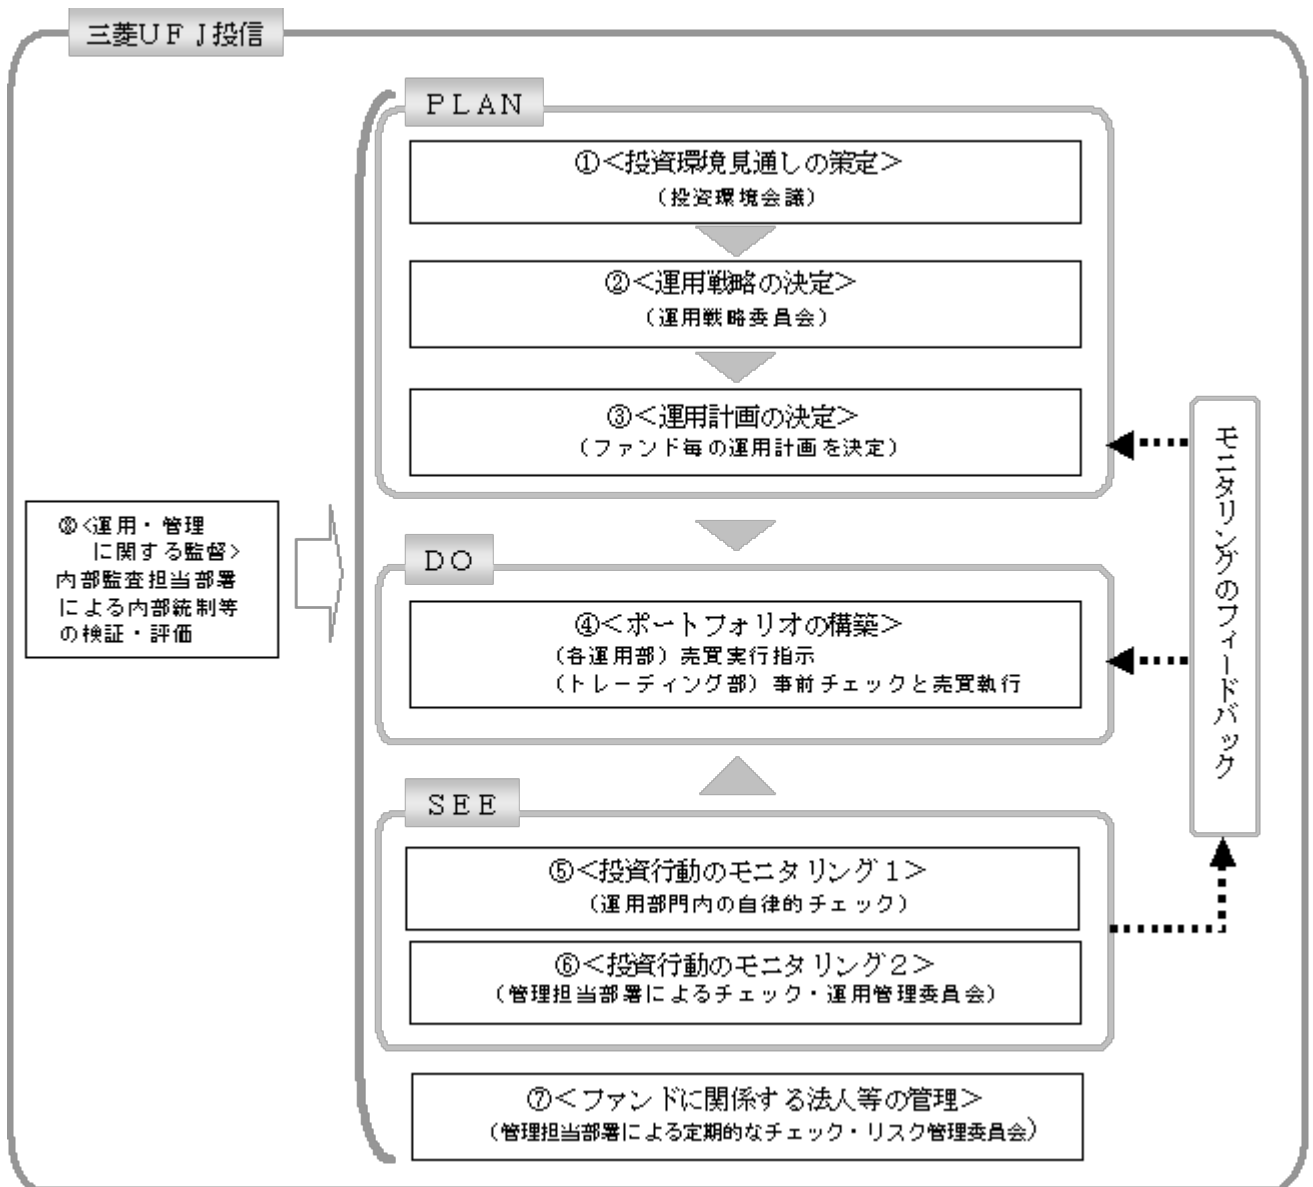 三菱ＵＦＪ投信
ＰＬＡＮ
①＜投資環境見通しの策定＞
（投資環境会議）
②＜運用戦略の決定＞
（運用戦略委員会）
③＜運用計画の決定＞
（ファンド毎の運用計画を決定）
⑧＜運用・管理
に関する監督＞
内部監査担当部署
による内部統制等
の検証・評価
ＤＯ
④＜ポートフォリオの構築＞
（各運用部）売買実行指示
（トレーディング部）事前チェックと売買執行
モニタリングのフィードバック
ＳＥＥ
⑤＜投資行動のモニタリング１＞
（運用部門内の自律的チェック）
⑥＜投資行動のモニタリング２＞
（管理担当部署によるチェック・運用管理委員会）
⑦＜ファンドに関係する法人等の管理＞
（管理担当部署による定期的なチェック・リスク管理委員会）